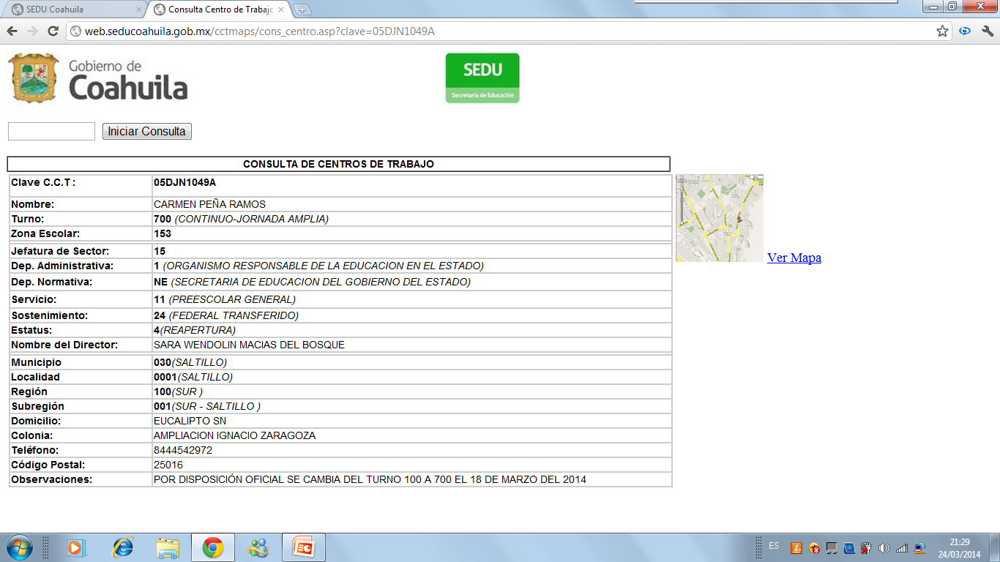 SEDU Coahuila
Consulta Centro de Trabajo
web.seducoahuila.gob.mx/cctmaps/cons_centro.asp?clave=05DJN1049A
Gobierno de
Coahuila
SEDU
Secretaría de Educación
Iniciar Consulta
CONSULTA DE CENTROS DE TRABAJO
Clave C.C.T : 05DJN1049A
Nombre: CARMEN PEÑA RAMOS
Turno: 700 (CONTINUO-JORNADA AMPLIA)
Zona Escolar: 153
Jefatura de Sector: 15
Dep. Administrativa: 1 (ORGANISMO RESPONSABLE DE LA EDUCACION EN EL ESTADO)
Dep. Normativa: NE (SECRETARIA DE EDUCACION DEL GOBIERNO DEL ESTADO)
Servicio: 11 (PREESCOLAR GENERAL)
Sostenimiento: 24 (FEDERAL TRANSFERIDO)
Estatus: 4(REAPERTURA)
Nombre del Director: SARA WENDOLIN MACIAS DEL BOSQUE
Municipio 030(SALTILLO)
Localidad 0001(SALTILLO)
Región 100(SUR )
Subregión 001(SUR - SALTILLO )
Domicilio: EUCALIPTO SN
Colonia: AMPLIACION IGNACIO ZARAGOZA
Teléfono: 8444542972
Código Postal: 25016
Observaciones: POR DISPOSICIÓN OFICIAL SE CAMBIA DEL TURNO 100 A 700 EL 18 DE MARZO DEL 2014
Ver Mapa
ES
21:29
24/03/2014